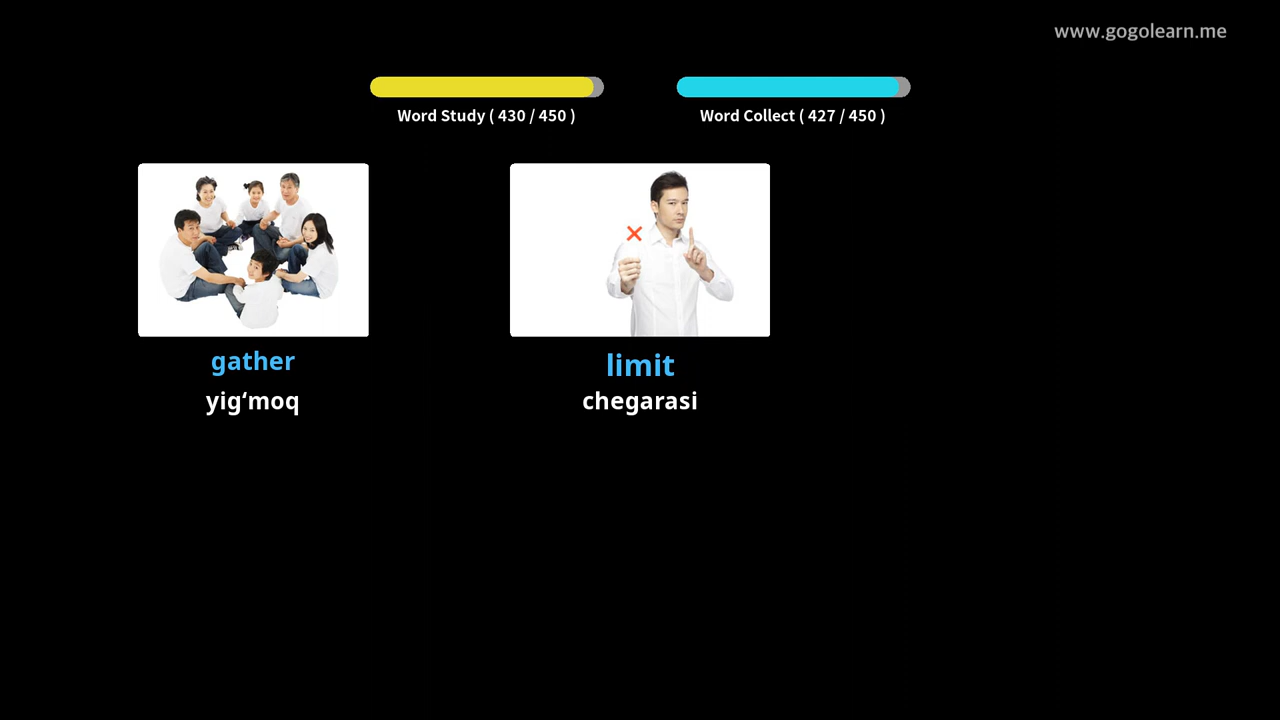 www.gogolearn.me
Word Study ( 430 / 450 )
Word Collect ( 427 / 450 )
gather
yig‘moq
limit
chegarasi